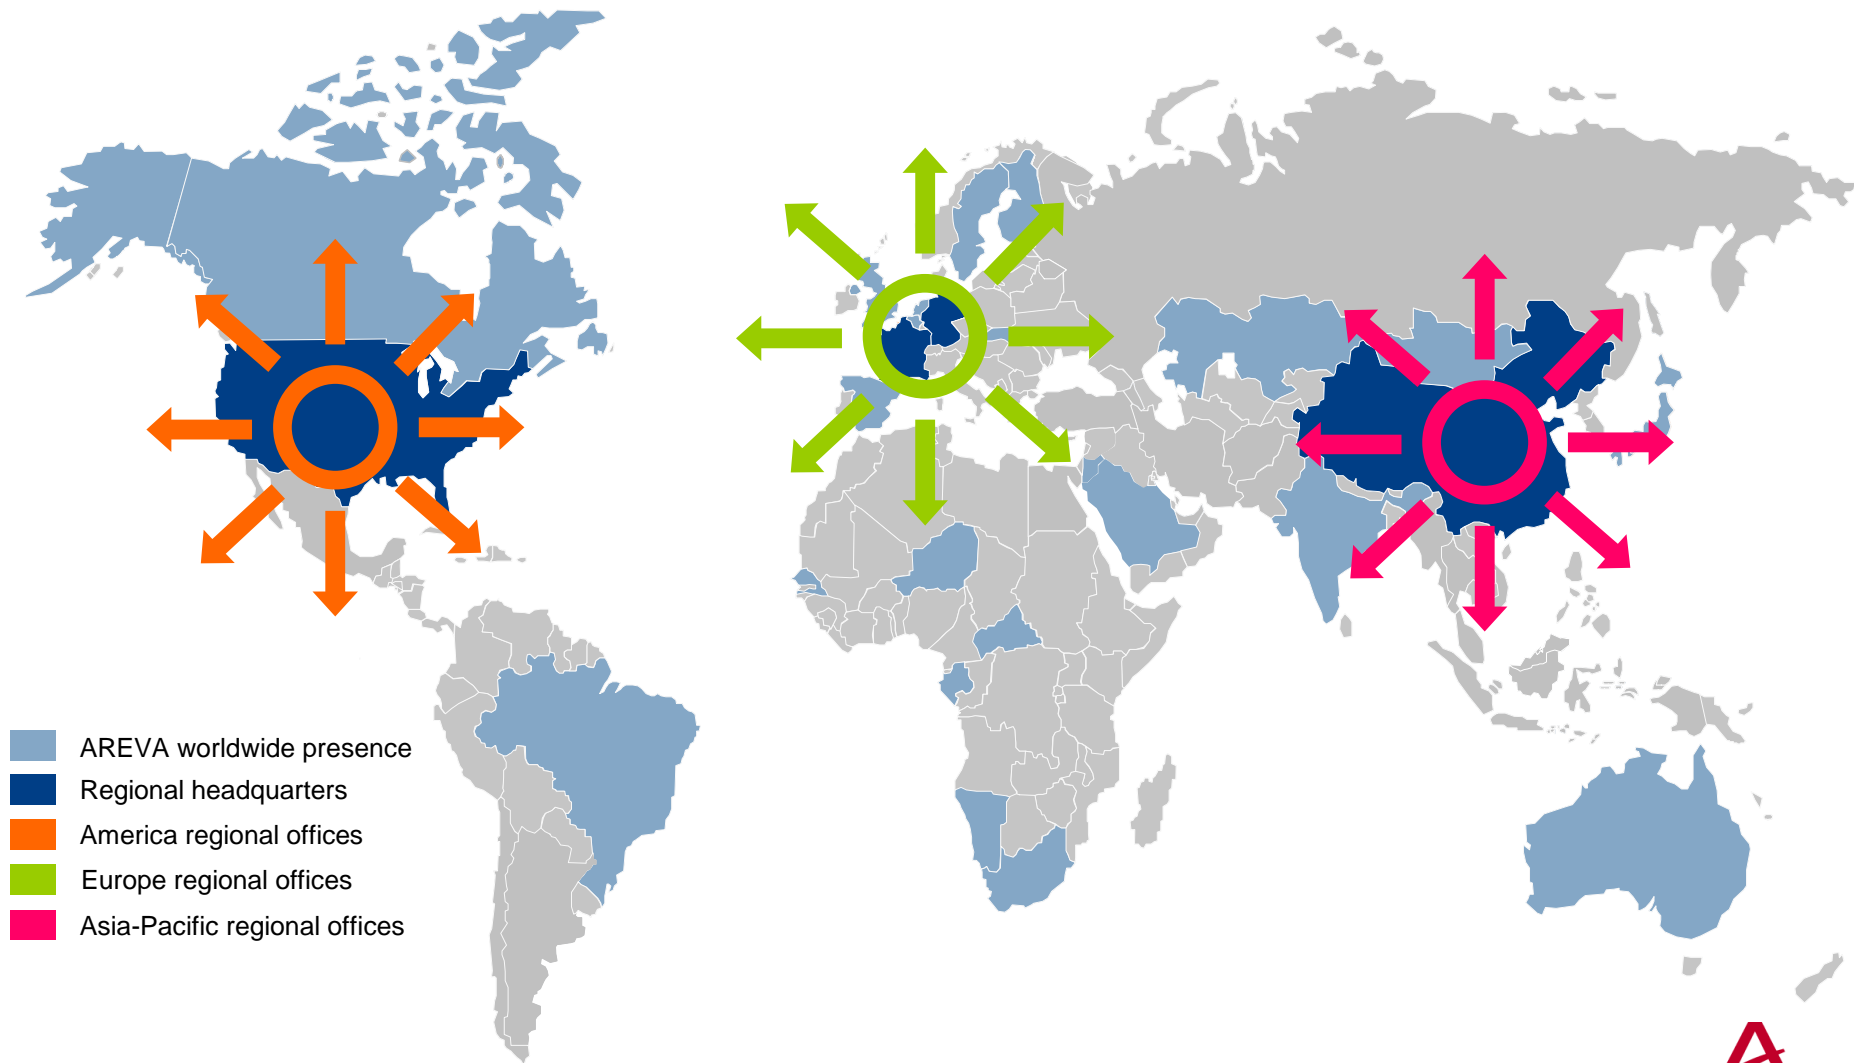 AREVA worldwide presence
Regional headquarters
America regional offices
Europe regional offices
Asia-Pacific regional offices